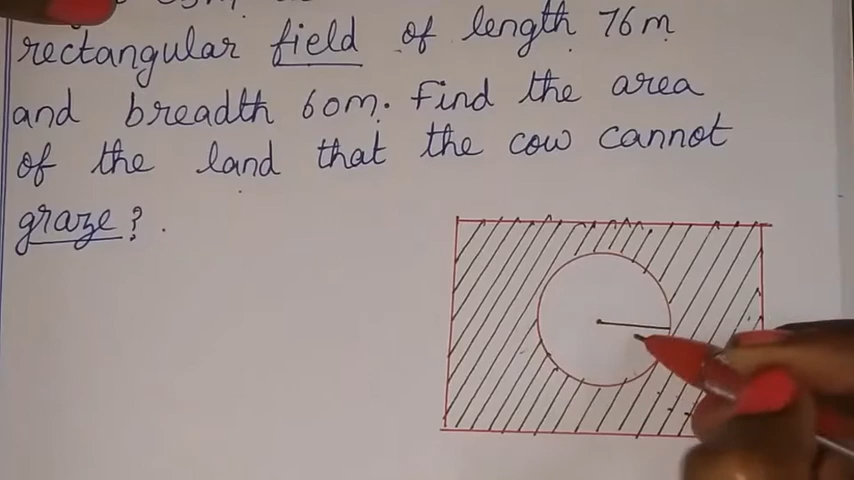 rectangular field of length 76m
and breadth 60m. Find the area
of the land that the cow cannot
graze?